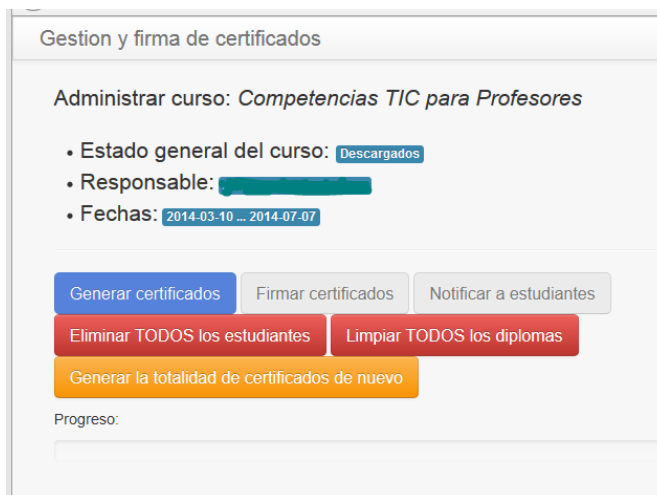 Gestion y firma de certificados
Administrar curso: Competencias TIC para Profesores
• Estado general del curso: Descargados
• Responsable:
• Fechas: 2014-03-10 ... 2014-07-07
Generar certificados Firmar certificados Notificar a estudiantes
Eliminar TODOS los estudiantes Limpiar TODOS los diplomas
Generar la totalidad de certificados de nuevo
Progreso: